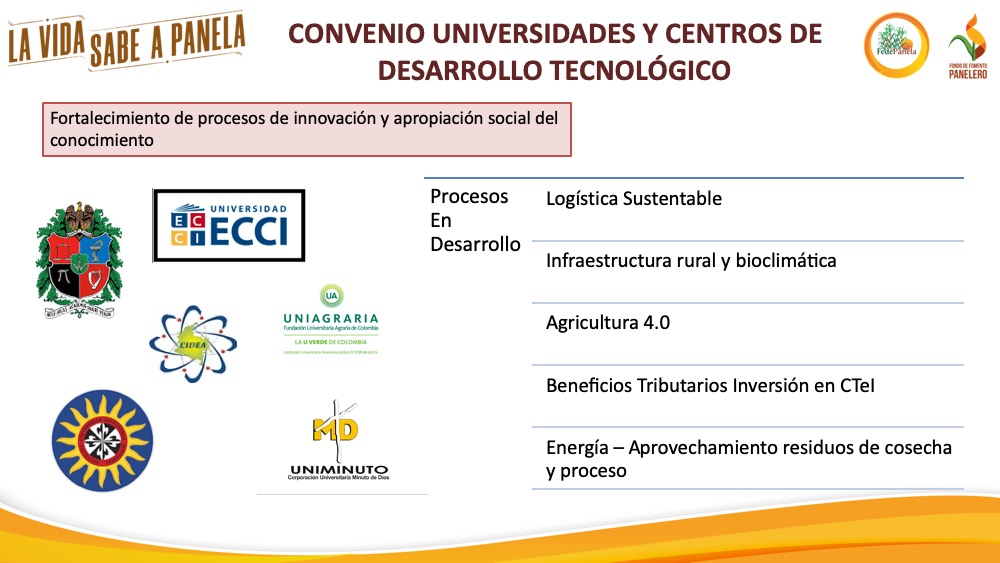 LA VIDA SABE A PANELA
CONVENIO UNIVERSIDADES Y CENTROS DE
DESARROLLO TECNOLÓGICO
FedePanela
FONDO DE FOMENTO
PANELERO
Fortalecimiento de procesos de innovación y apropiación social del
conocimiento
UNIVERSIDAD
ECCI
ECCI
CIDEA
UA
UNIAGRARIA
Fundación Universitaria Agraria de Colombia
LA U VERDE DE COLOMBIA
MD
UNIMINUTO
Corporación Universitaria Minuto de Dios
Procesos
En
Desarrollo
Logística Sustentable
Infraestructura rural y bioclimática
Agricultura 4.0
Beneficios Tributarios Inversión en CTeI
Energía – Aprovechamiento residuos de cosecha
y proceso